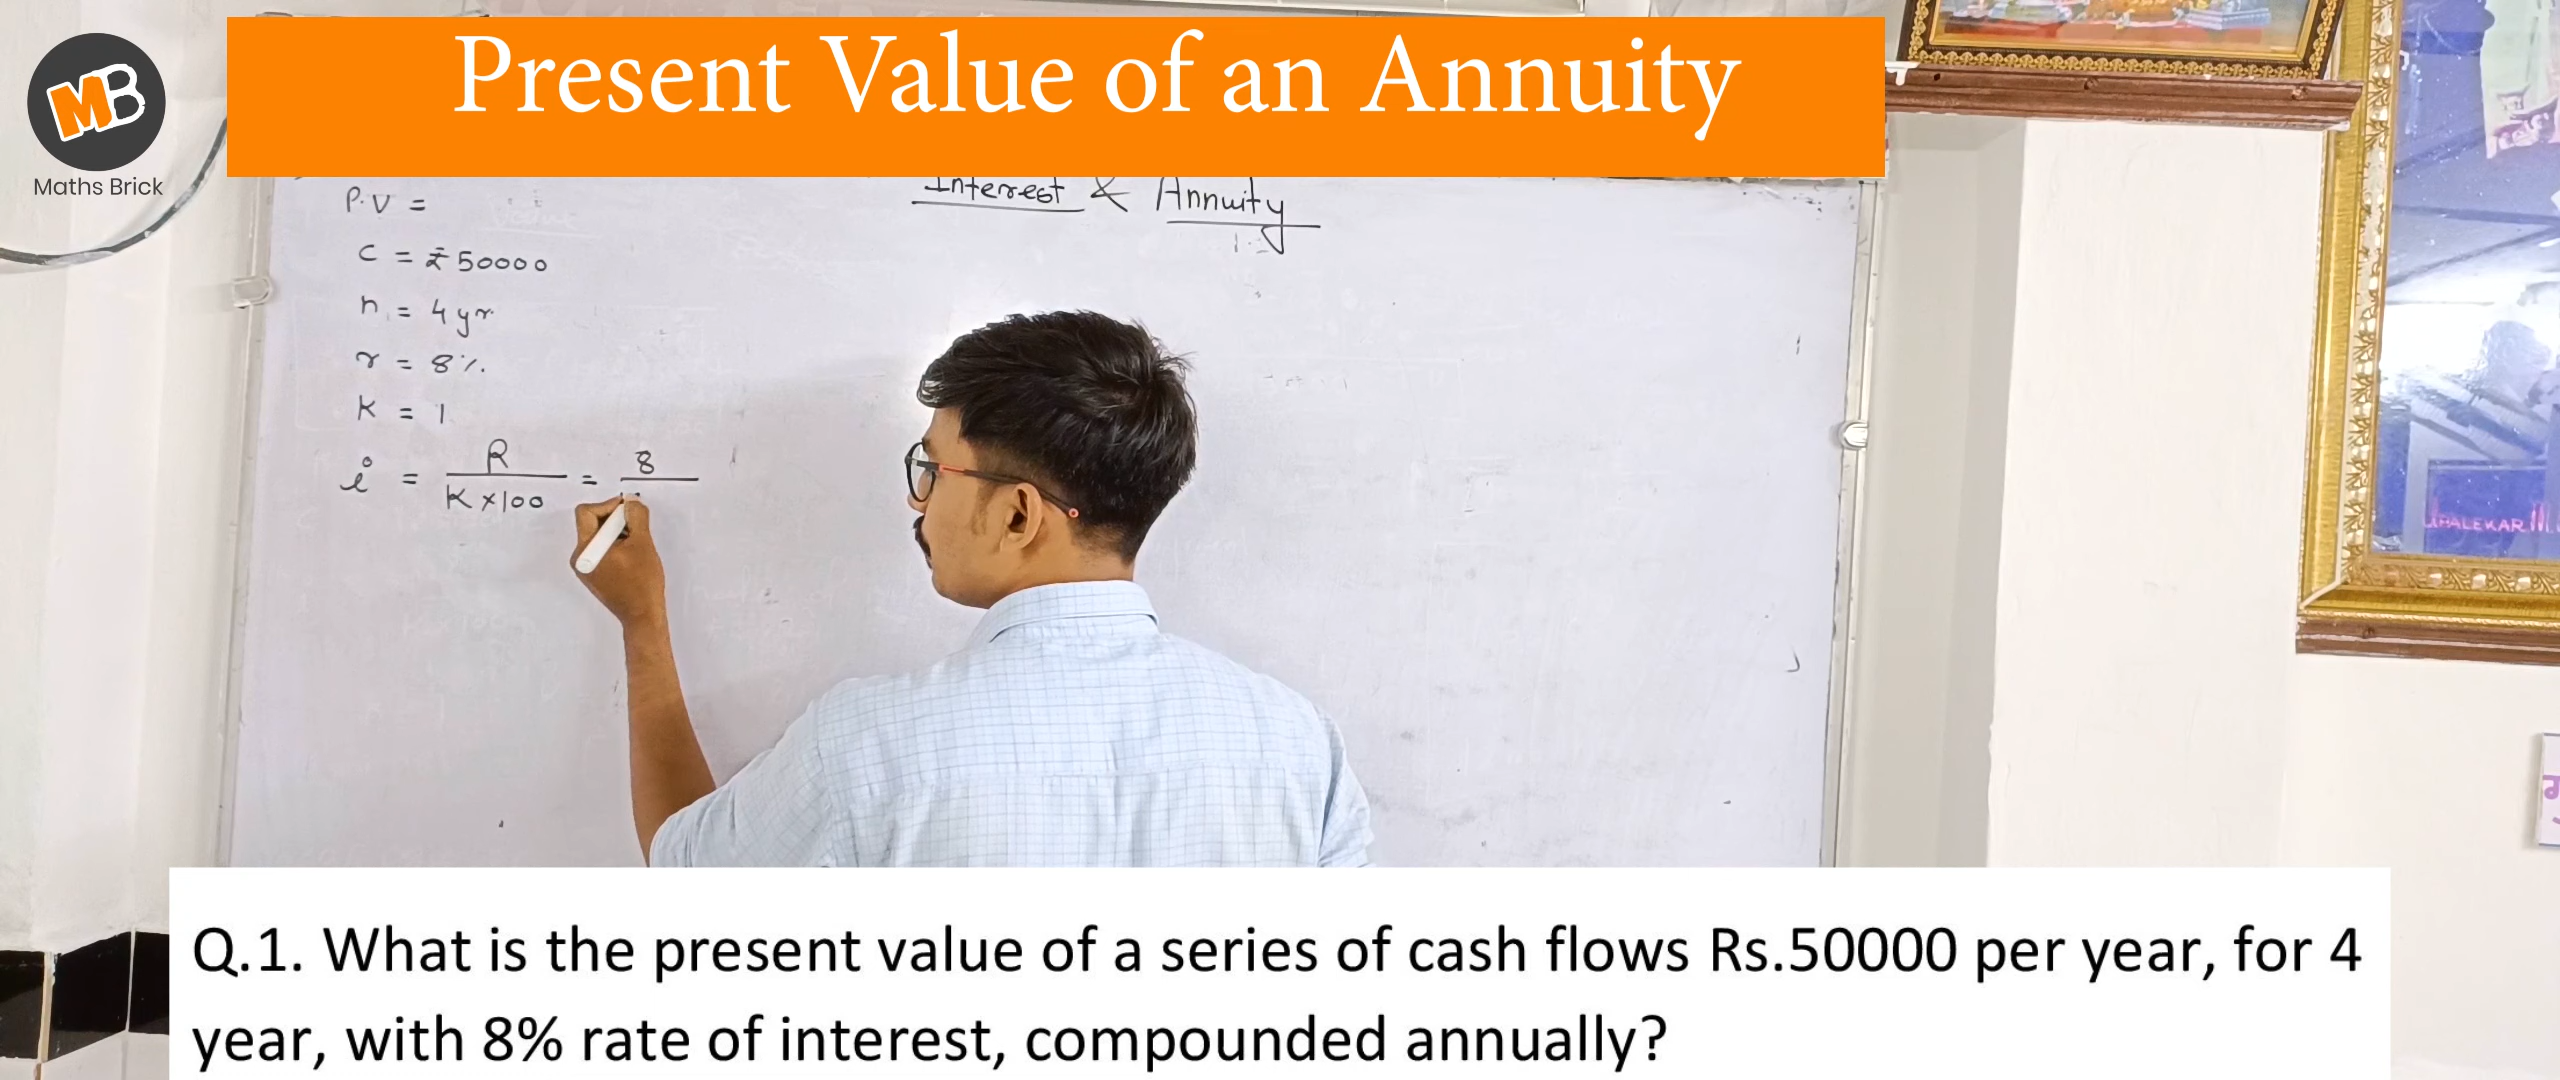 Present Value of an Annuity
MB
Maths Brick
Interest & Annuity
P.V =
C = ₹ 50000
n = 4 yr.
r = 8%.
K = 1
i = R / K × 100 = 8 /
Q.1. What is the present value of a series of cash flows Rs.50000 per year, for 4
year, with 8% rate of interest, compounded annually?